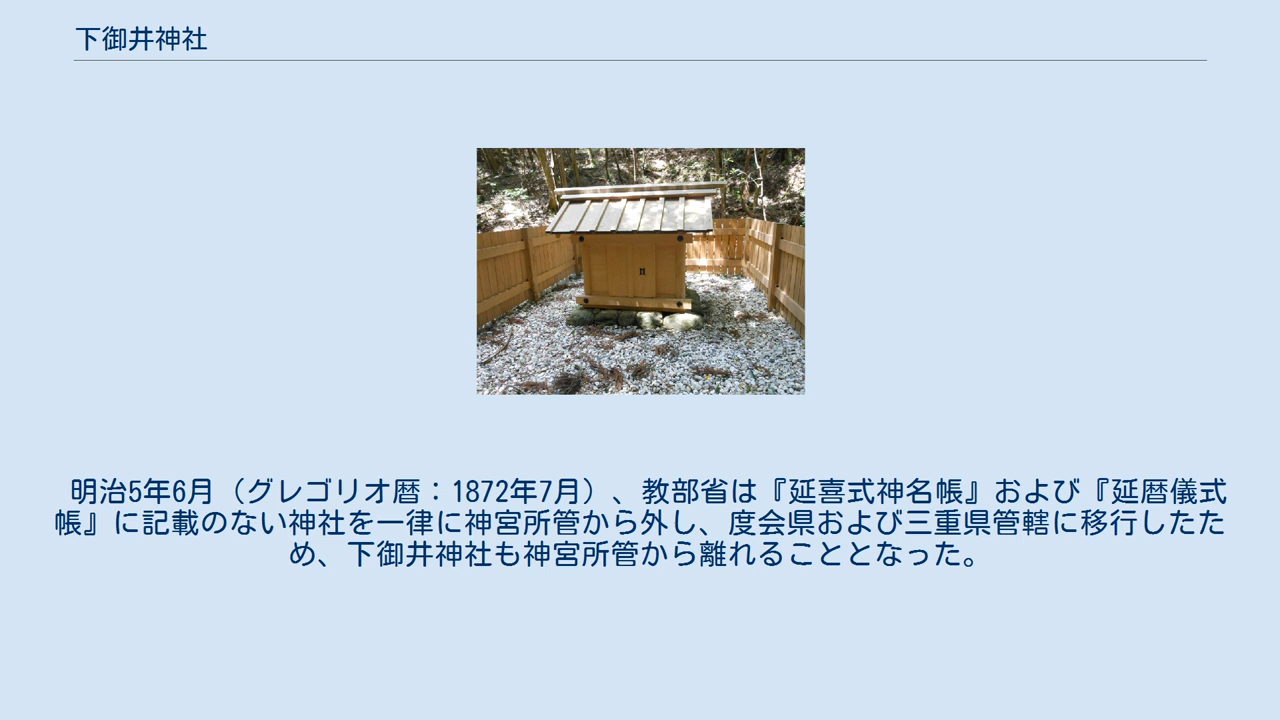 下御井神社
明治5年6月（グレゴリオ暦：1872年7月）、教部省は『延喜式神名帳』および『延暦儀式
帳』に記載のない神社を一律に神宮所管から外し、度会県および三重県管轄に移行したた
め、下御井神社も神宮所管から離れることとなった。